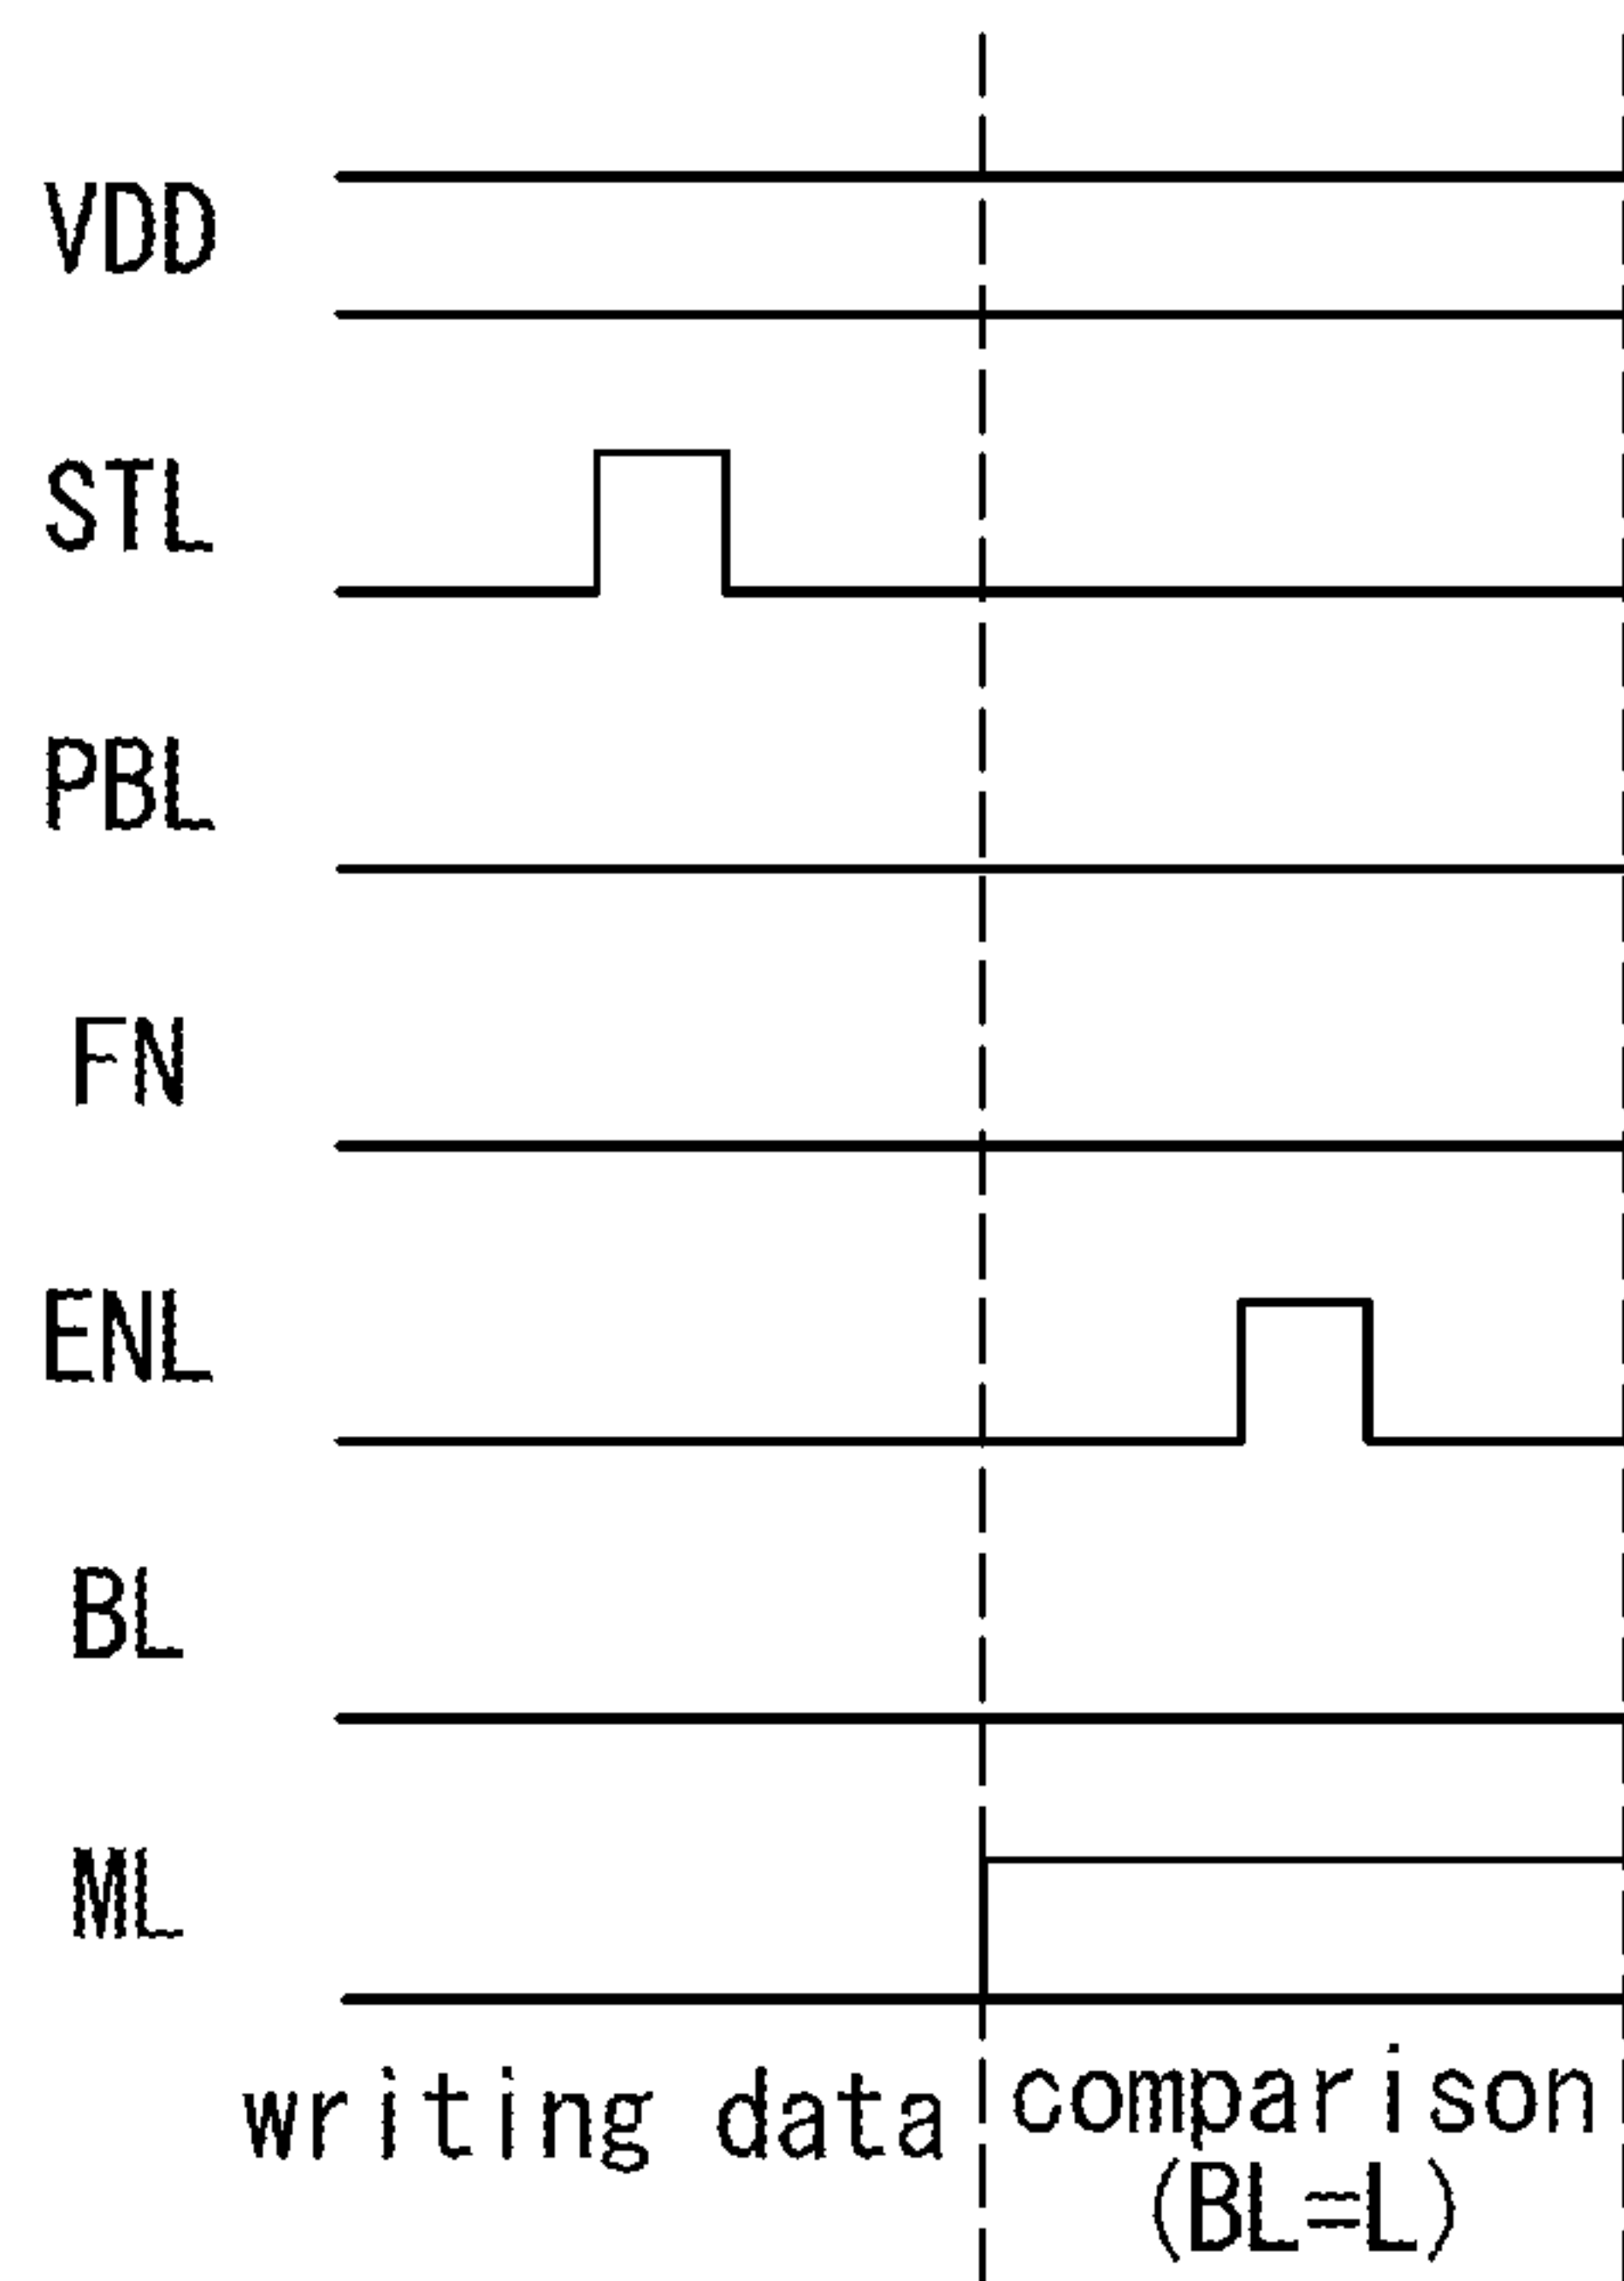 VDD
STL
PBL
FN
ENL
BL
ML
writing data
comparison
(BL=L)